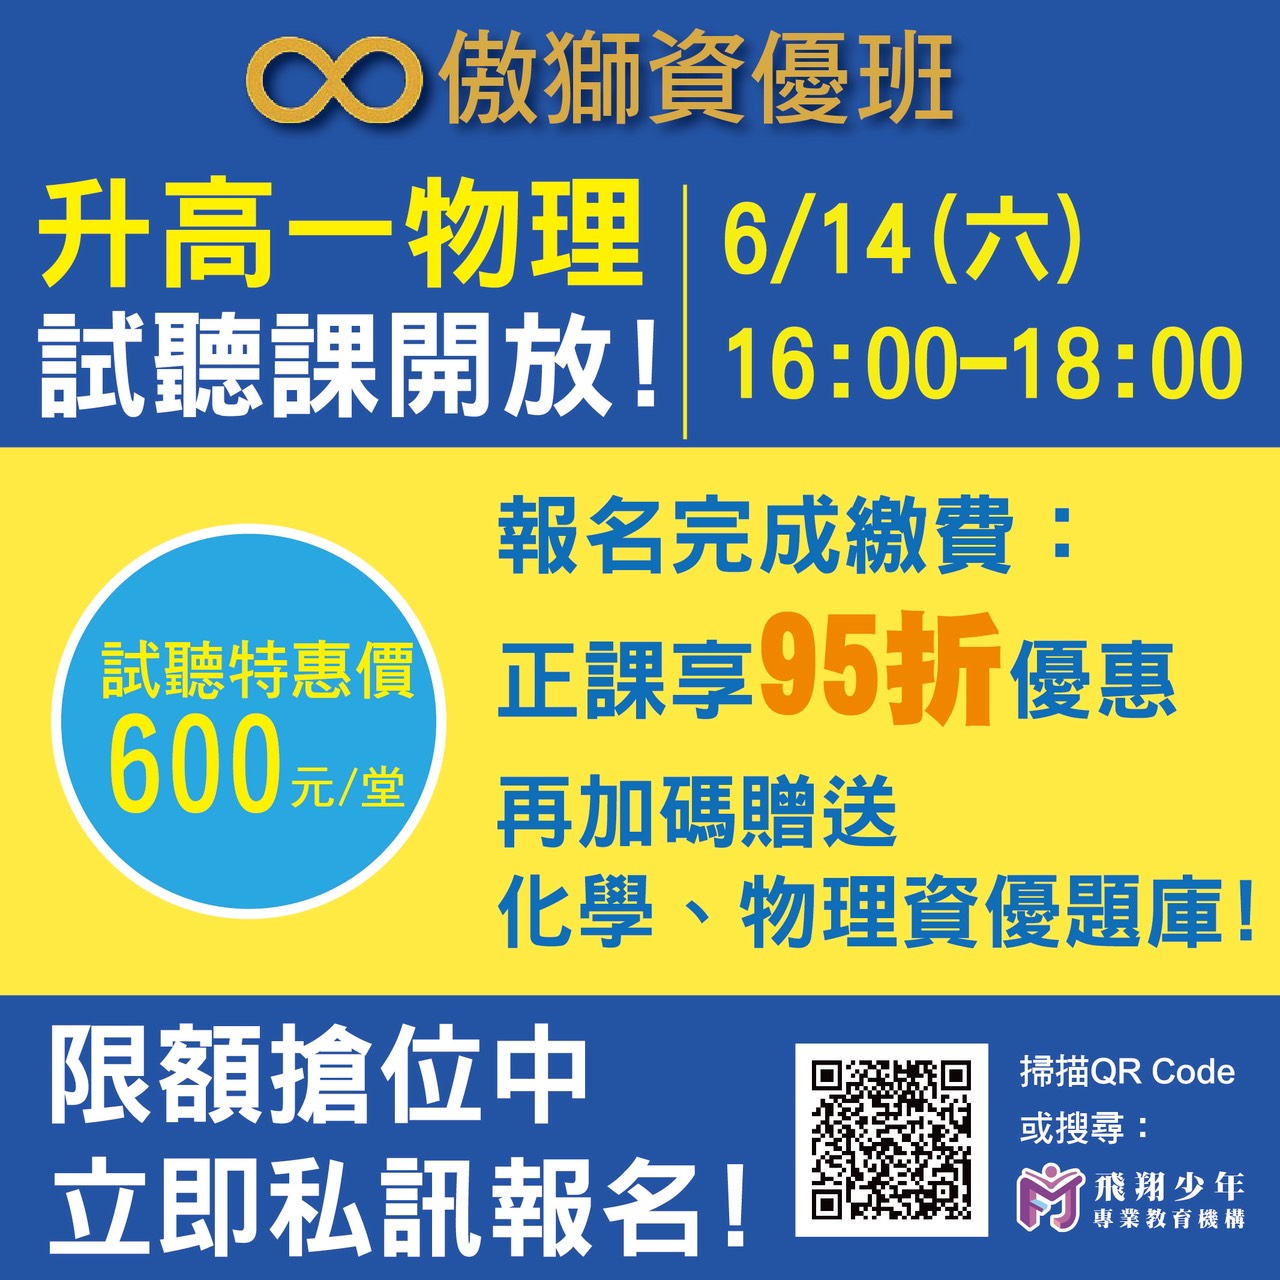 傲獅資優班
升高一物理
試聽課開放!
6/14(六)
16:00-18:00
試聽特惠價
600元/堂
報名完成繳費：
正課享95折優惠
再加碼贈送
化學、物理資優題庫!
限額搶位中
立即私訊報名!
掃描QR Code
或搜尋：
飛翔少年
專業教育機構